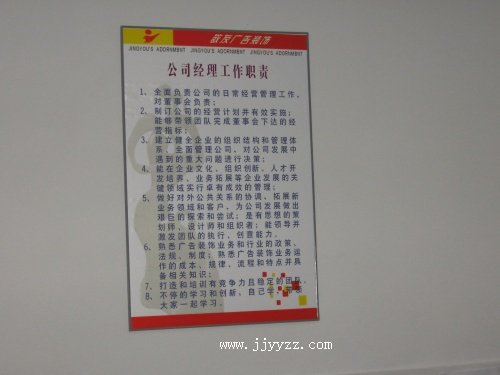 敬友广告装饰
JINGYOU'S ADORNMENT JINGYOU'S ADORNMENT JINGYOU'S ADORNMENT
公司经理工作职责
1、全面负责公司的日常经营管理工作，
对董事会负责；
2、制订公司的经营计划并有效实施；
能够带领团队完成董事会下达的经
营指标；
3、建立健全企业的组织结构和管理体
系、全面管理公司、对公司发展中
遇到的重大问题进行决策；
4、能在企业文化、组织创新、人才开
发培养、业务拓展等企业发展的关
键领域实行卓有成效的管理；
5、做好对外公共关系的协调、拓展新
业务领域和客户，为公司发展做出
艰巨的探索和尝试；是有思想的策
划师、设计师和组织者；能领导并
激发团队的执行、创意能力。
6、熟悉广告装饰业务和行业的政策、
法规、制度；熟悉广告装饰业务运
作的成本、规律、流程和特点并具
备相关知识；
7、打造和培训有竞争力且稳定的团队
8、不停的学习和创新，自己学、带领
大家一起学习。
www.jjyyzz.com